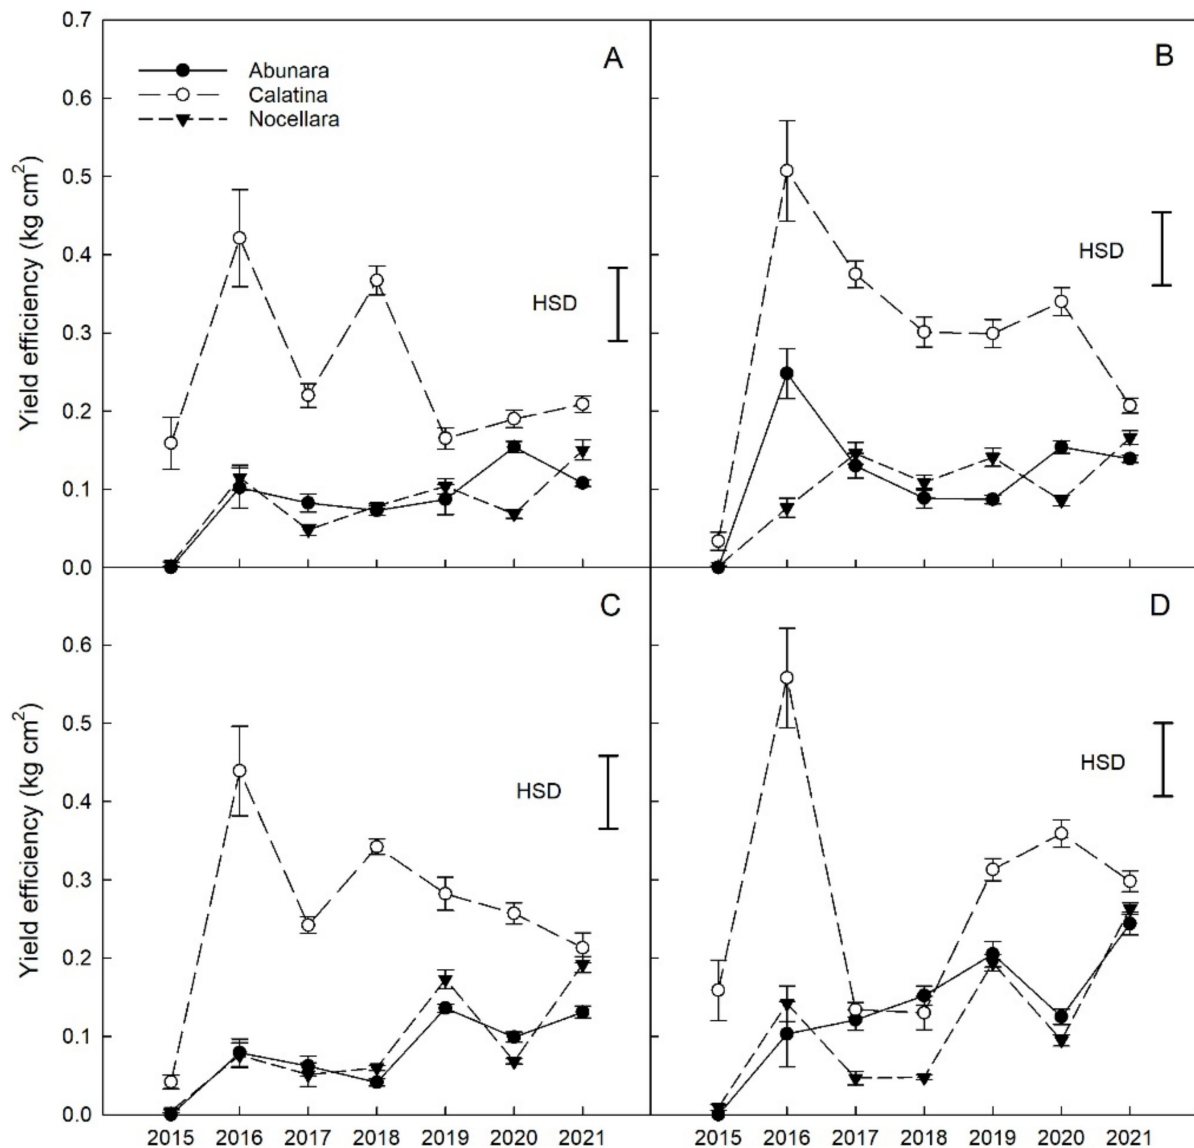 0.7
0.6
0.5
0.4
0.3
0.2
0.1
0.0
Yield efficiency (kg cm²)
Abunara
Calatina
Nocellara
A
HSD
B
HSD
0.6
0.5
0.4
0.3
0.2
0.1
0.0
Yield efficiency (kg cm²)
C
HSD
D
HSD
2015 2016 2017 2018 2019 2020 2021
2015 2016 2017 2018 2019 2020 2021